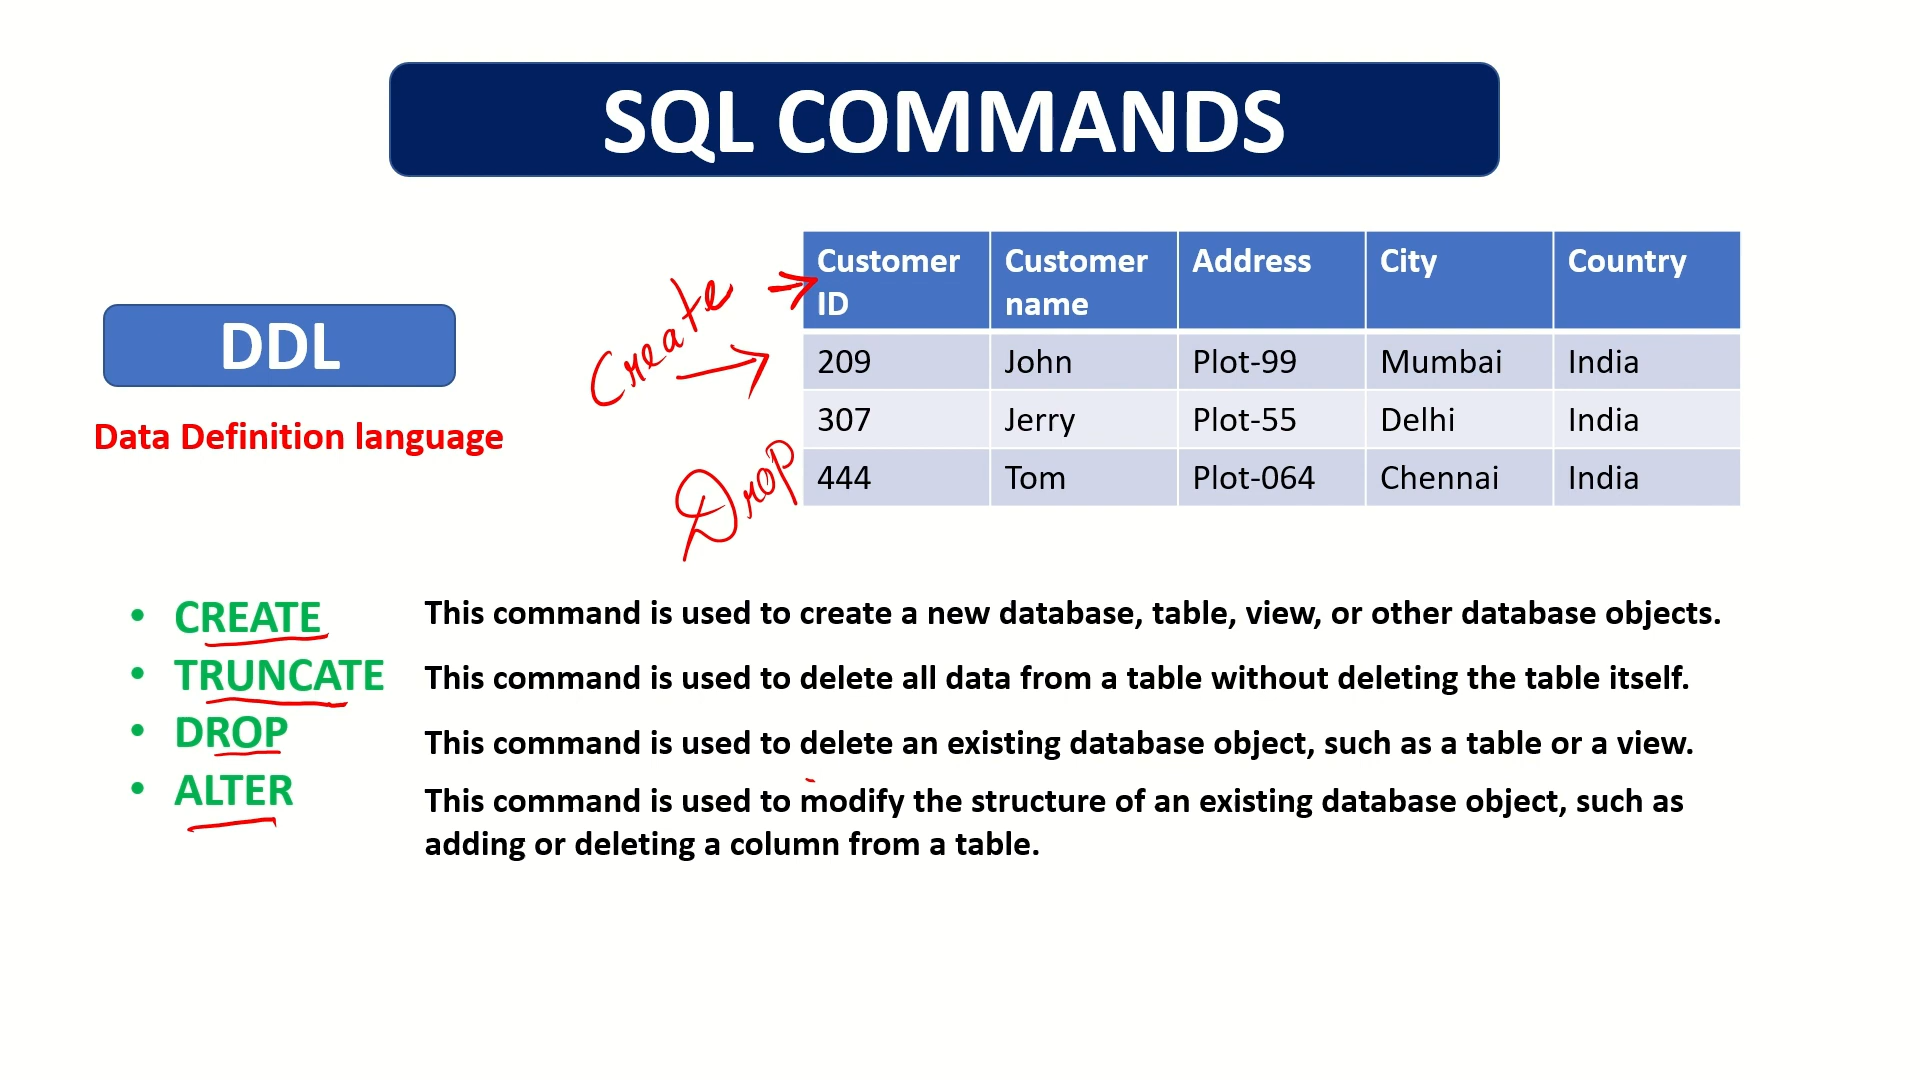 SQL COMMANDS
DDL
Data Definition language
Create
Drop
Customer ID Customer name Address City Country
209 John Plot-99 Mumbai India
307 Jerry Plot-55 Delhi India
444 Tom Plot-064 Chennai India
• CREATE This command is used to create a new database, table, view, or other database objects.
• TRUNCATE This command is used to delete all data from a table without deleting the table itself.
• DROP This command is used to delete an existing database object, such as a table or a view.
• ALTER This command is used to modify the structure of an existing database object, such as
adding or deleting a column from a table.